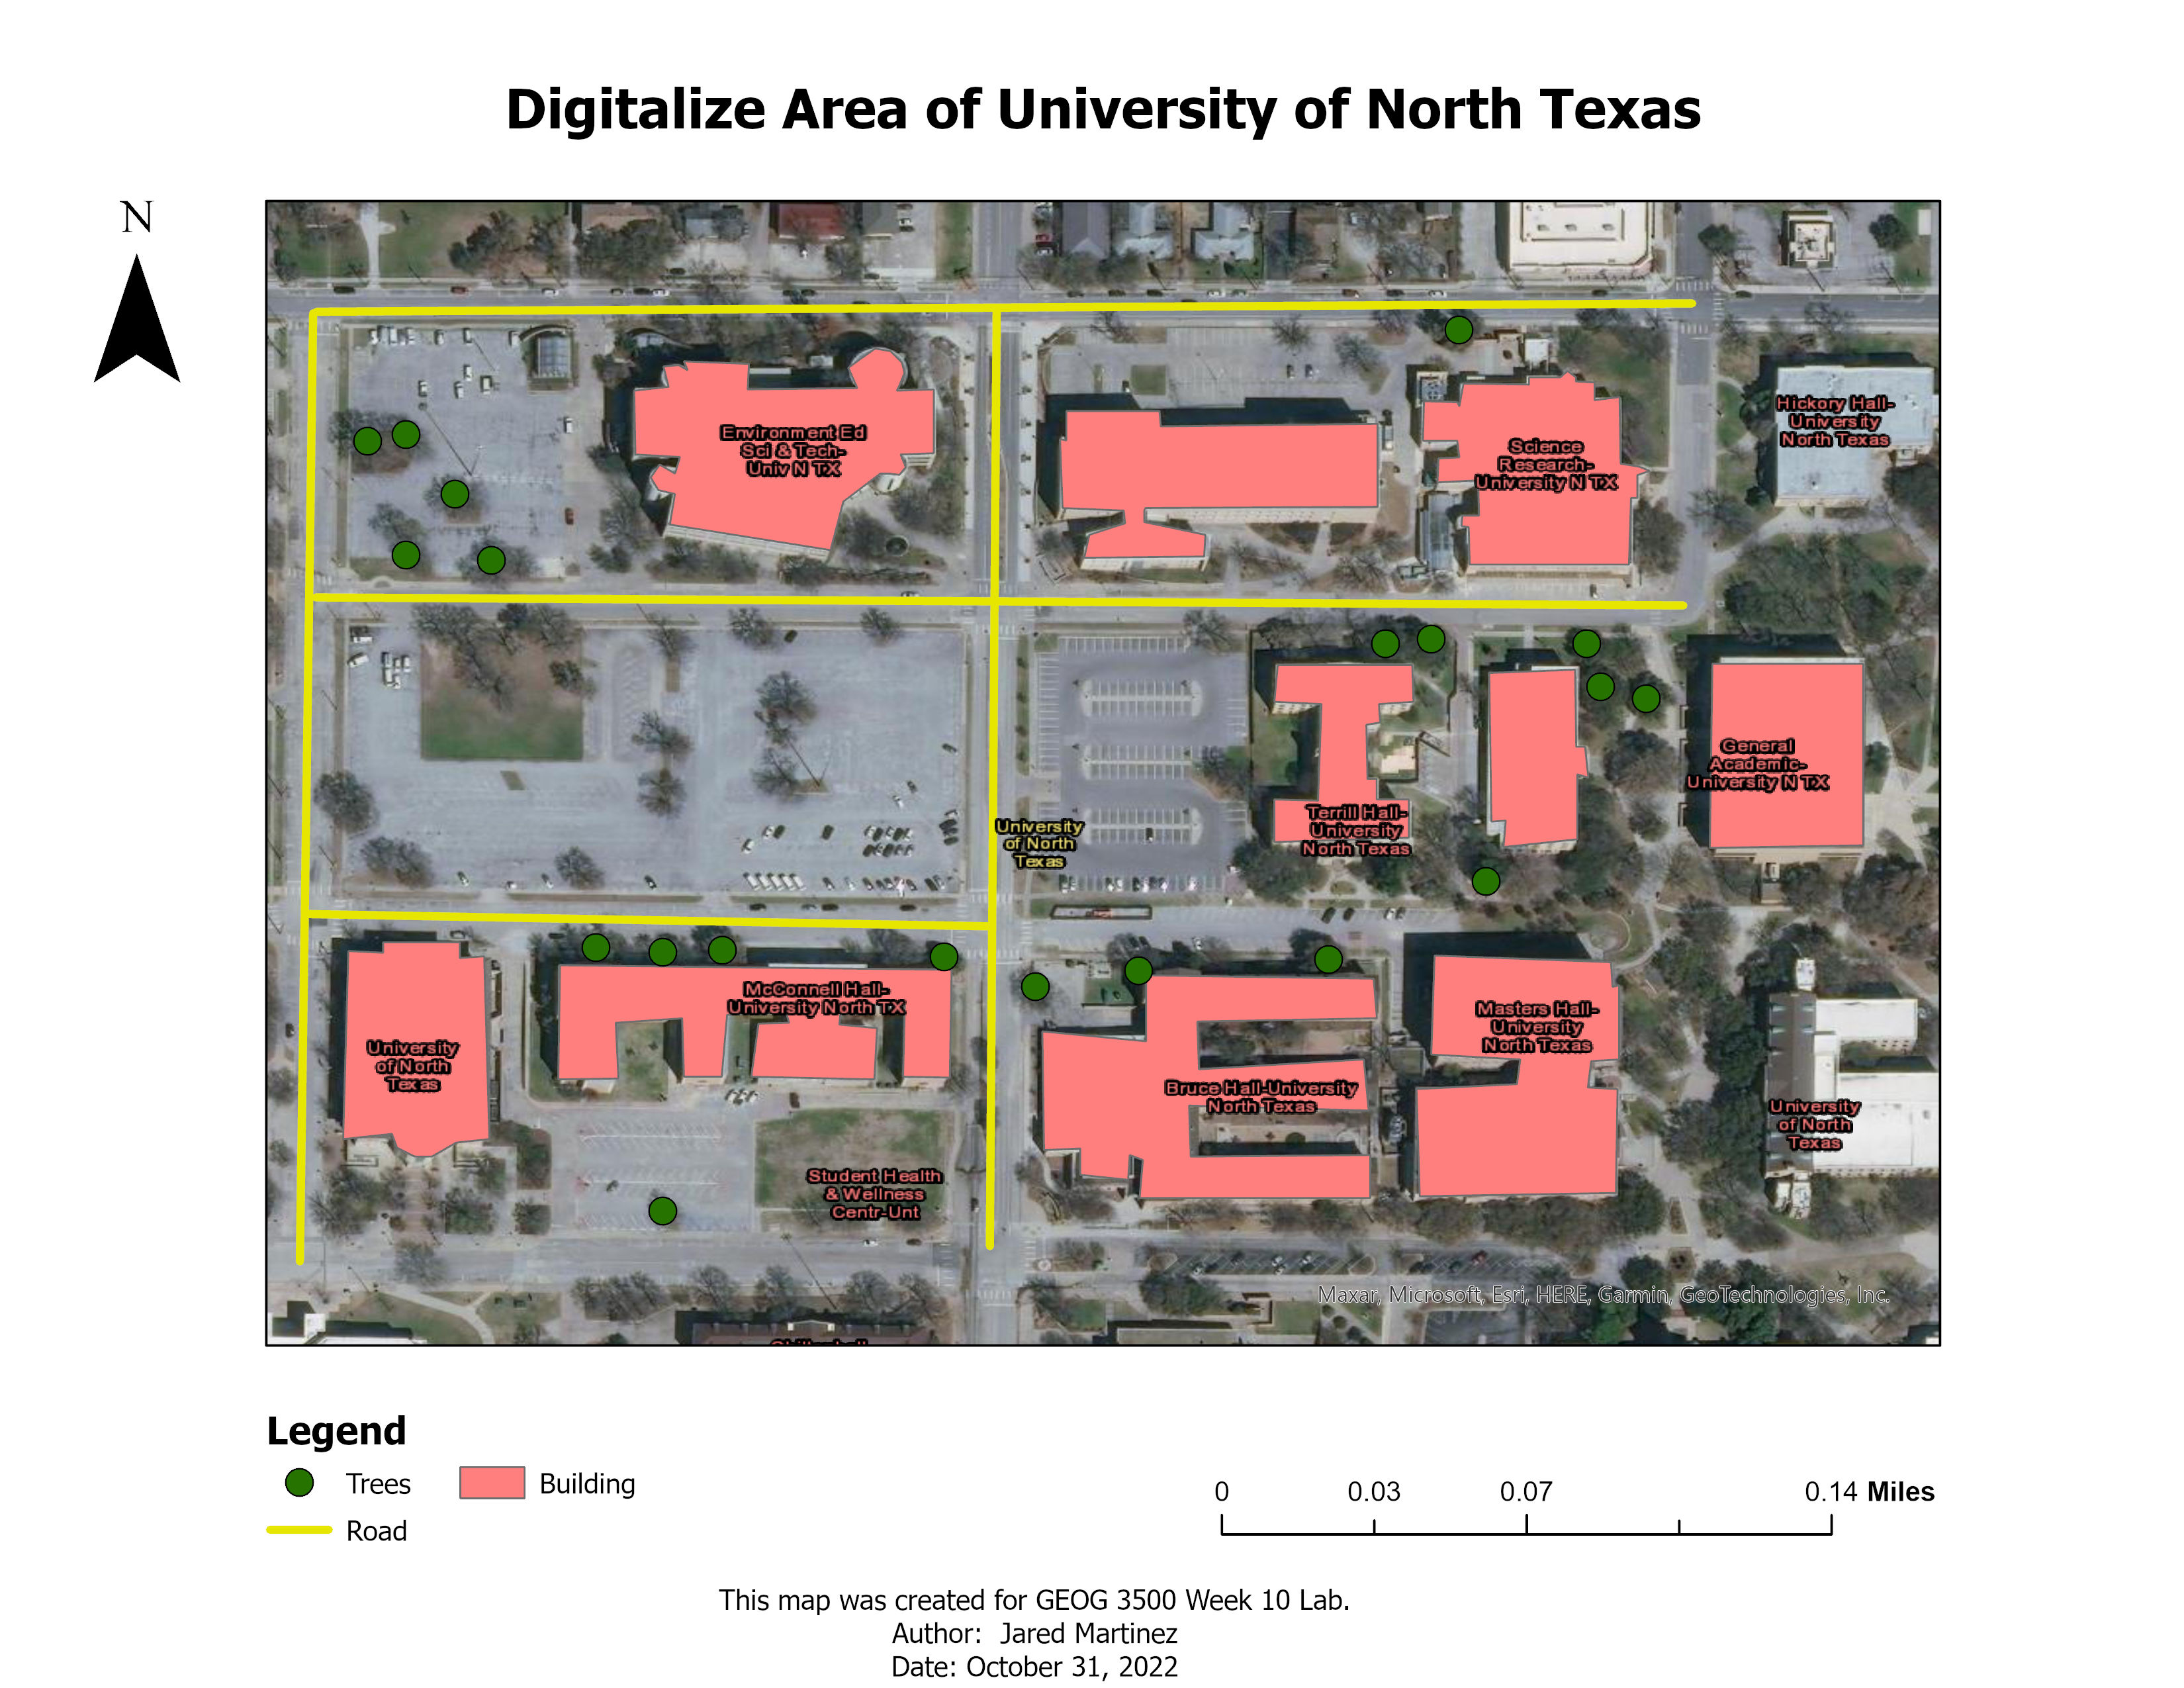 Digitalize Area of University of North Texas
N
Environment Ed
Sci & Tech-
Univ N TX
Science
Research-
University N TX
Hickory Hall-
University
North Texas
General
Academic-
University N TX
Terrill Hall-
University
North Texas
University
of North
Texas
McConnell Hall-
University North TX
University
of North
Texas
Masters Hall-
University
North Texas
Bruce Hall-University
North Texas
University
of North
Texas
Student Health
& Wellness
Centr-Unt
Maxar, Microsoft, Esri, HERE, Garmin, GeoTechnologies, Inc.
Legend
Trees
Building
Road
0 0.03 0.07 0.14 Miles
This map was created for GEOG 3500 Week 10 Lab.
Author: Jared Martinez
Date: October 31, 2022